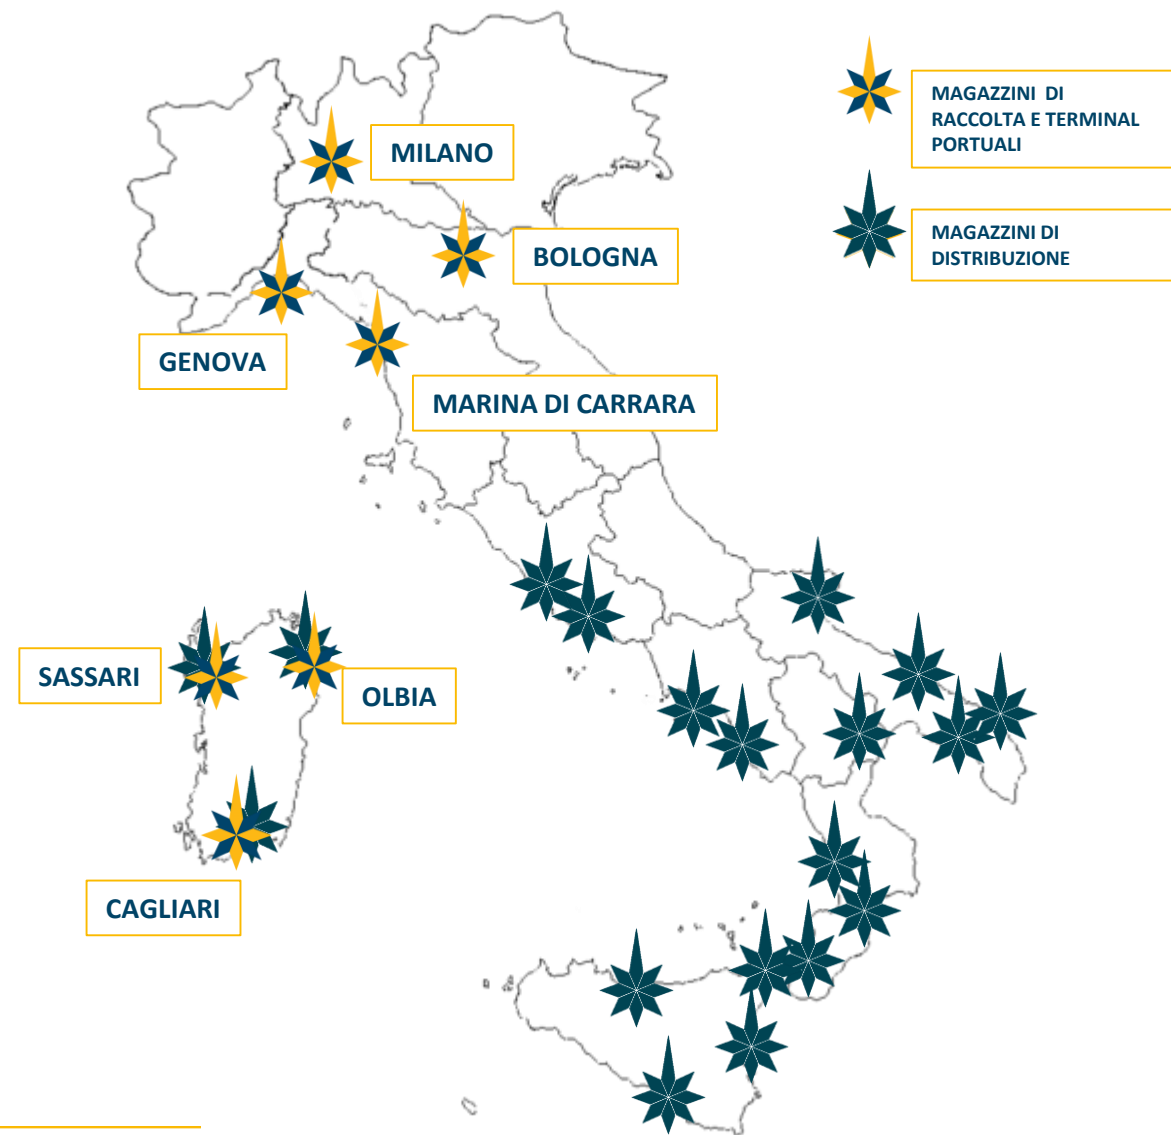 MAGAZZINI DI
RACCOLTA E TERMINAL
PORTUALI
MILANO
MAGAZZINI DI
DISTRIBUZIONE
BOLOGNA
GENOVA
MARINA DI CARRARA
SASSARI
OLBIA
CAGLIARI